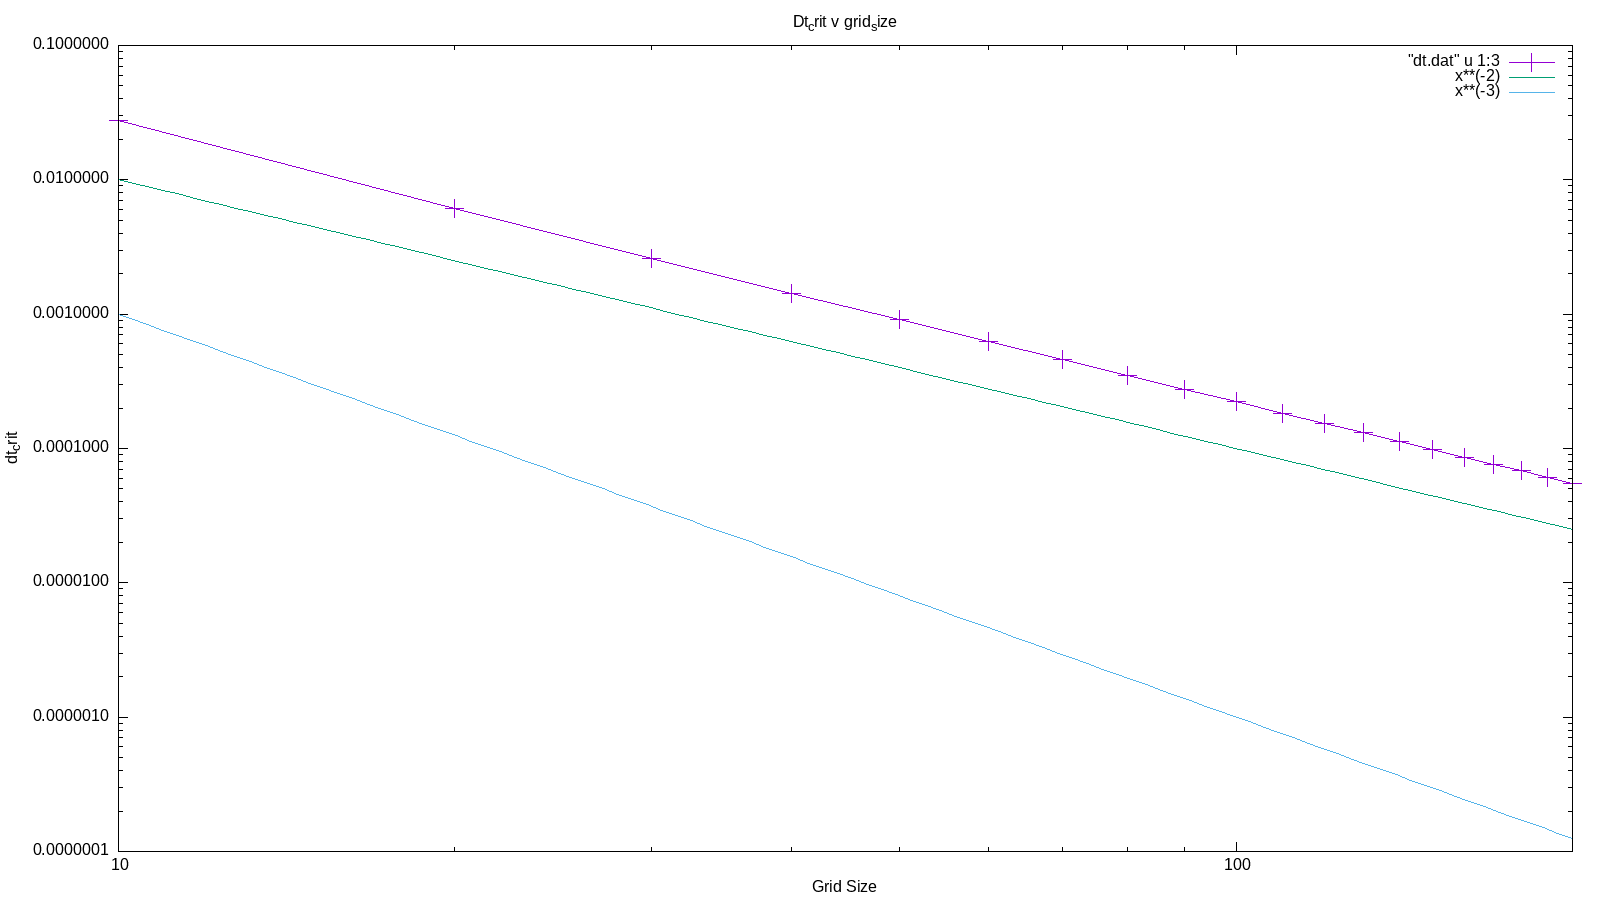 Dt_crit v grid_size
0.1000000
"dt.dat" u 1:3
x**(-2)
x**(-3)
0.0100000
0.0010000
0.0001000
0.0000100
0.0000010
0.0000001
dt_crit
10
100
Grid Size